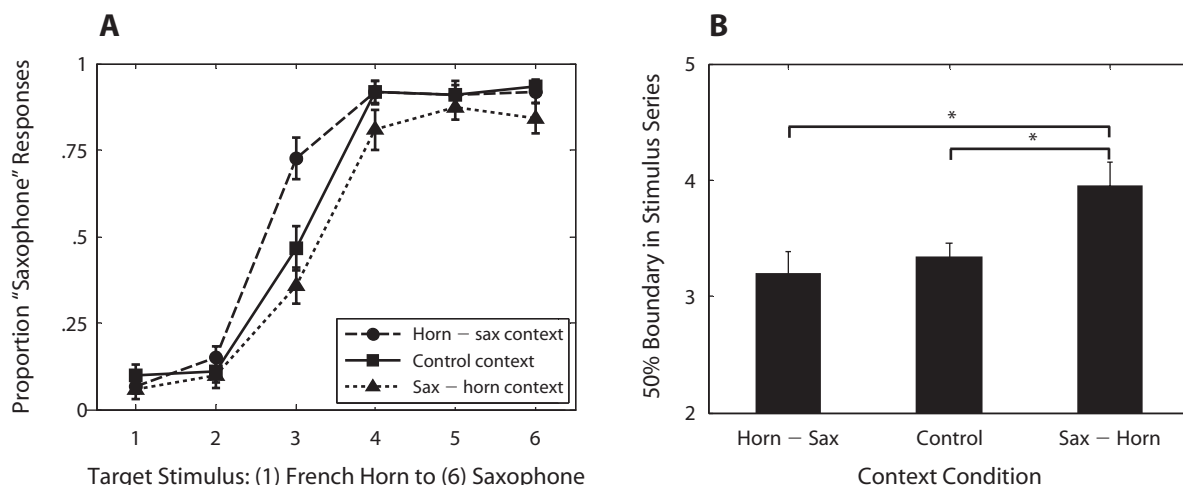 A
Proportion “Saxophone” Responses
1
.75
.5
.25
0
Horn – sax context
Control context
Sax – horn context
1 2 3 4 5 6
Target Stimulus: (1) French Horn to (6) Saxophone
B
50% Boundary in Stimulus Series
5
4
3
2
*
*
Horn – Sax Control Sax – Horn
Context Condition